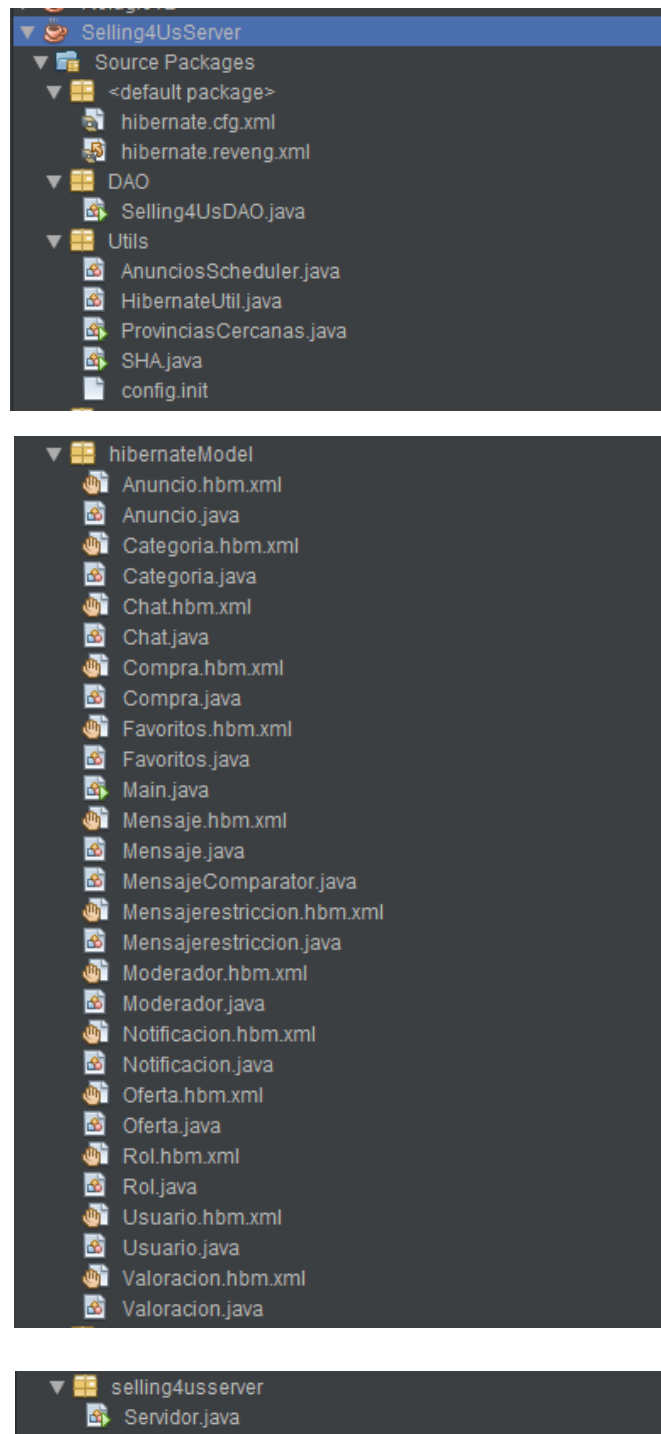 Selling4UsServer
Source Packages
<default package>
hibernate.cfg.xml
hibernate.reveng.xml
DAO
Selling4UsDAO.java
Utils
AnunciosScheduler.java
HibernateUtil.java
ProvinciasCercanas.java
SHA.java
config.init
hibernateModel
Anuncio.hbm.xml
Anuncio.java
Categoria.hbm.xml
Categoria.java
Chat.hbm.xml
Chat.java
Compra.hbm.xml
Compra.java
Favoritos.hbm.xml
Favoritos.java
Main.java
Mensaje.hbm.xml
Mensaje.java
MensajeComparator.java
Mensajerestriccion.hbm.xml
Mensajerestriccion.java
Moderador.hbm.xml
Moderador.java
Notificacion.hbm.xml
Notificacion.java
Oferta.hbm.xml
Oferta.java
Rol.hbm.xml
Rol.java
Usuario.hbm.xml
Usuario.java
Valoracion.hbm.xml
Valoracion.java
selling4usserver
Servidor.java